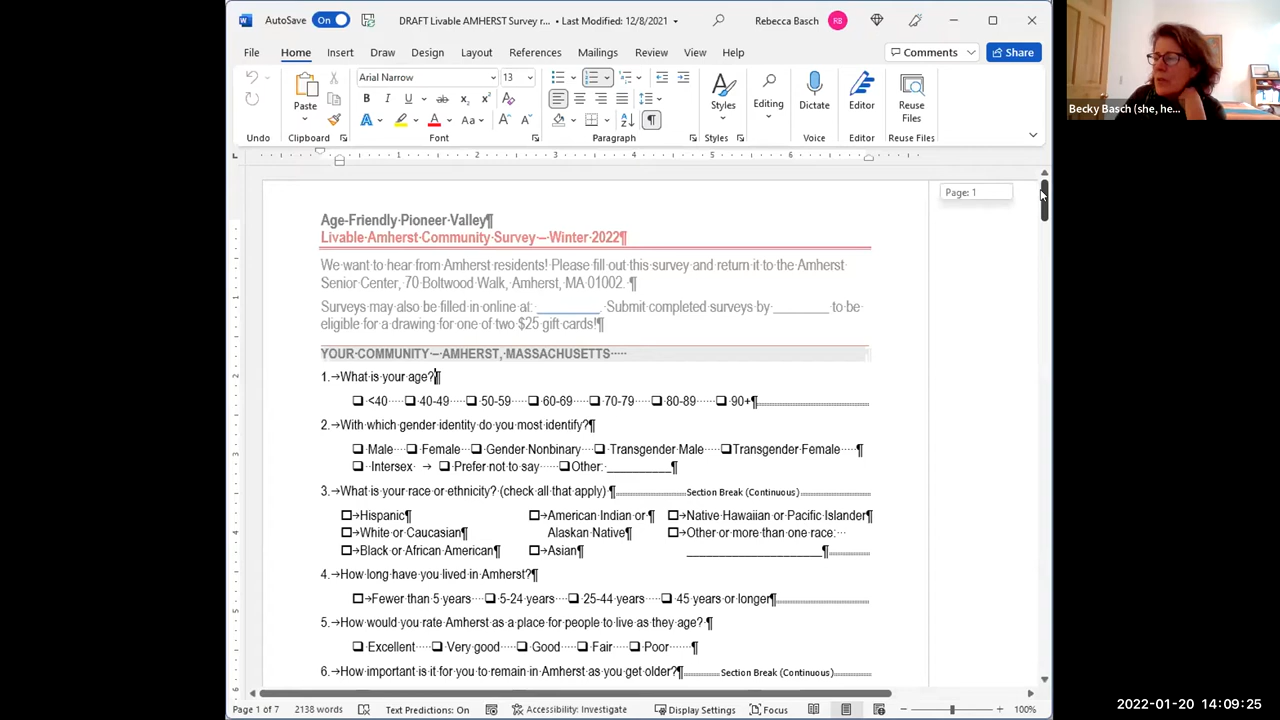 AutoSave On DRAFT Livable AMHERST Survey r... • Last Modified: 12/8/2021 Rebecca Basch RB
File Home Insert Draw Design Layout References Mailings Review View Help Comments Share
Arial Narrow 13
Paste Styles Editing Dictate Editor Reuse Files
Undo Clipboard Font Paragraph Styles Voice Editor Reuse Files
Becky Basch (she, he...
Page: 1
Age-Friendly·Pioneer·Valley¶
Livable·Amherst·Community·Survey·–·Winter·2022¶
We·want·to·hear·from·Amherst·residents!·Please·fill·out·this·survey·and·return·it·to·the·Amherst·
Senior·Center,·70·Boltwood·Walk,·Amherst,·MA·01002.·¶
Surveys·may·also·be·filled·in·online·at:·________.·Submit·completed·surveys·by·________·to·be·
eligible·for·a·drawing·for·one·of·two·$25·gift·cards!¶
YOUR·COMMUNITY·–·AMHERST,·MASSACHUSETTS·····
1.→What·is·your·age?¶
❑·<40····❑·40-49····❑·50-59····❑·60-69····❑·70-79····❑·80-89·····❑·90+¶
2.→With·which·gender·identity·do·you·most·identify?¶
❑·Male····❑·Female····❑·Gender·Nonbinary····❑·Transgender·Male····❑Transgender·Female·····¶
❑··Intersex → ❑·Prefer·not·to·say·····❑Other:·__________¶
3.→What·is·your·race·or·ethnicity?·(check·all·that·apply)·¶ Section Break (Continuous)
☐→Hispanic¶ ☐→American·Indian·or·¶ ☐→Native·Hawaiian·or·Pacific·Islander¶
☐→White·or·Caucasian¶ Alaskan·Native¶ ☐→Other·or·more·than·one·race:··
☐→Black·or·African·American¶ ☐→Asian¶ ____________________¶
4.→How·long·have·you·lived·in·Amherst?¶
❑→Fewer·than·5·years····❑·5-24·years····❑·25-44·years·····❑·45·years·or·longer¶
5.→How·would·you·rate·Amherst·as·a·place·for·people·to·live·as·they·age?·¶
❑·Excellent·····❑·Very·good·····❑·Good·····❑·Fair····❑·Poor······¶
6.→How·important·is·it·for·you·to·remain·in·Amherst·as·you·get·older?¶ Section Break (Continuous)
Page 1 of 7 2138 words Text Predictions: On Accessibility: Investigate Display Settings Focus 100%
2022-01-20 14:09:25